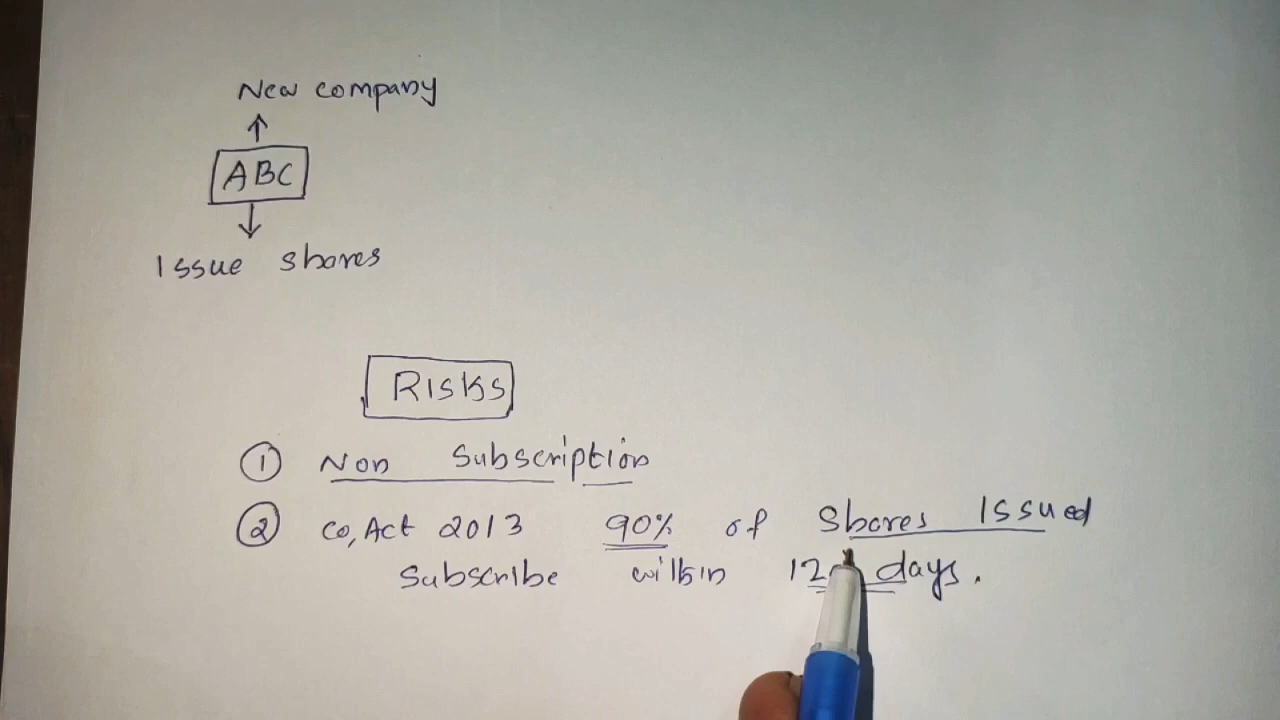 New company
ABC
Issue shares
Risks
① Non Subscription
② Co, Act 2013 90% of Shares Issued
Subscribe within days.